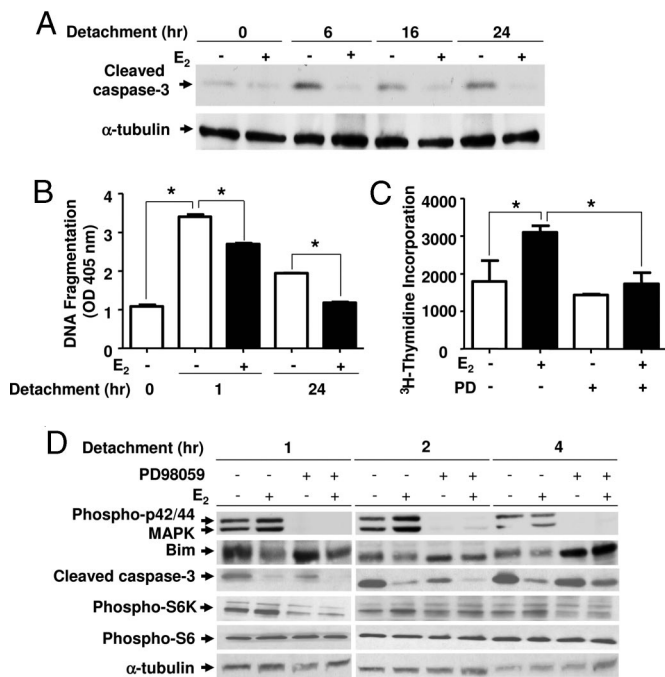 A
Detachment (hr) 0 6 16 24
E2 - + - + - + - +
Cleaved caspase-3
α-tubulin
B
DNA Fragmentation (OD 405 nm)
4
3
2
1
0
* * *
E2 - - + - +
Detachment (hr) 0 1 24
C
³H-Thymidine Incorporation
4000
3000
2000
1000
0
* *
E2 - + - +
PD - - + +
D
Detachment (hr) 1 2 4
PD98059 - - + + - - + + - - + +
E2 - + - + - + - + - + - +
Phospho-p42/44
MAPK
Bim
Cleaved caspase-3
Phospho-S6K
Phospho-S6
α-tubulin